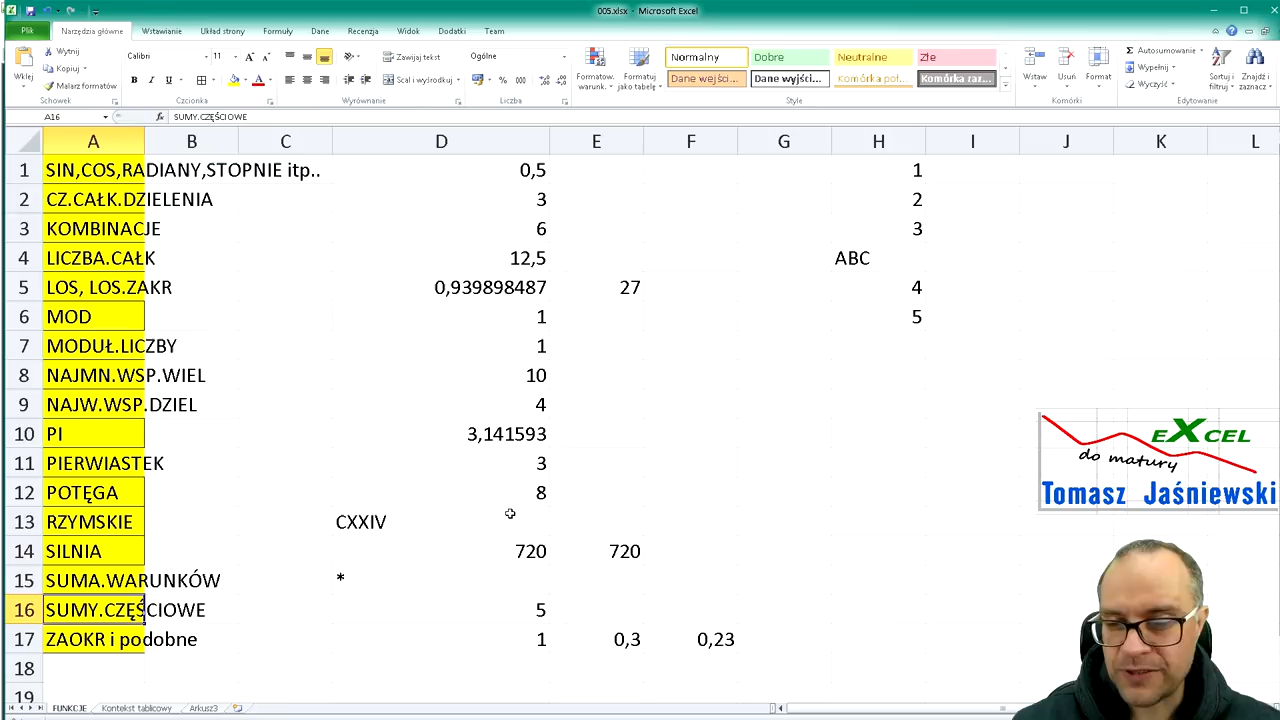 005.xlsx - Microsoft Excel
Plik Narzędzia główne Wstawianie Układ strony Formuły Dane Recenzja Widok Dodatki Team
Wklej
Wytnij
Kopiuj
Malarz formatów
Schowek
Calibri 11
B I U
Czcionka
Zawijaj tekst
Scal i wyśrodkuj
Wyrównanie
Ogólne
Liczba
Formatow. warunk.
Formatuj jako tabelę
Normalny Dobre Neutralne Złe
Dane wejści... Dane wyjści... Komórka poł... Komórka zaz...
Style
Wstaw Usuń Format
Komórki
Autosumowanie
Wypełnij
Wyczyść
Sortuj i filtruj
Znajdź i
Edytowanie
A16 fx SUMY.CZĘŚCIOWE
A B C D E F G H I J K L
1 SIN,COS,RADIANY,STOPNIE itp.. 0,5 1
2 CZ.CAŁK.DZIELENIA 3 2
3 KOMBINACJE 6 3
4 LICZBA.CAŁK 12,5 ABC
5 LOS, LOS.ZAKR 0,939898487 27 4
6 MOD 1 5
7 MODUŁ.LICZBY 1
8 NAJMN.WSP.WIEL 10
9 NAJW.WSP.DZIEL 4
10 PI 3,141593
11 PIERWIASTEK 3
12 POTĘGA 8
13 RZYMSKIE CXXIV
14 SILNIA 720 720
15 SUMA.WARUNKÓW *
16 SUMY.CZĘŚCIOWE 5
17 ZAOKR i podobne 1 0,3 0,23
18
19
EXCEL
do matury
Tomasz Jaśniewski
FUNKCJE Kontekst tablicowy Arkusz3